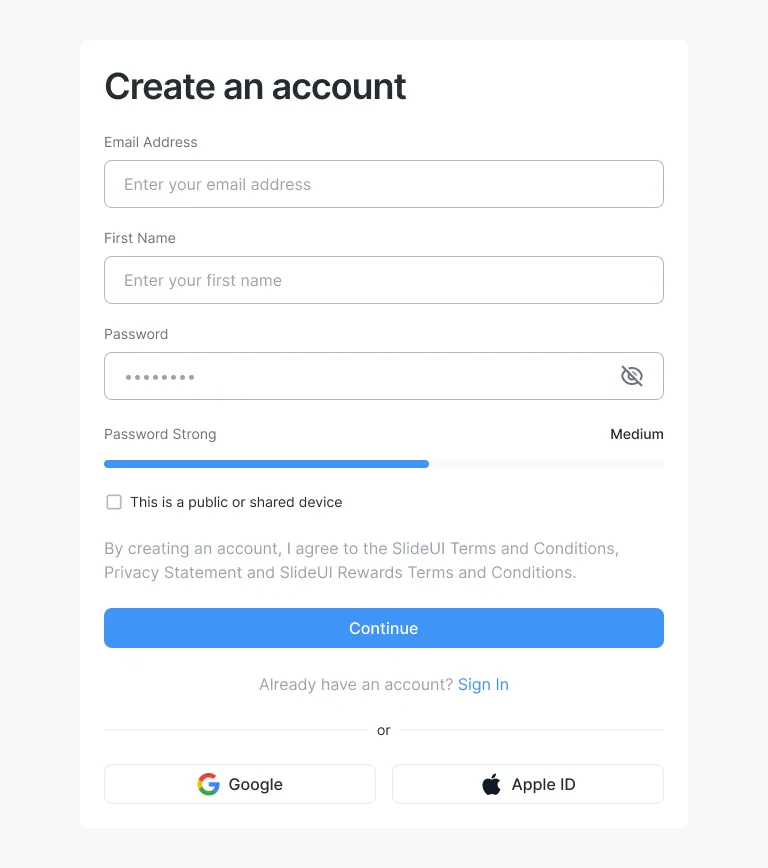 Create an account
Email Address
Enter your email address
First Name
Enter your first name
Password
••••••••
Password Strong
Medium
This is a public or shared device
By creating an account, I agree to the SlideUI Terms and Conditions,
Privacy Statement and SlideUI Rewards Terms and Conditions.
Continue
Already have an account? Sign In
or
Google
Apple ID